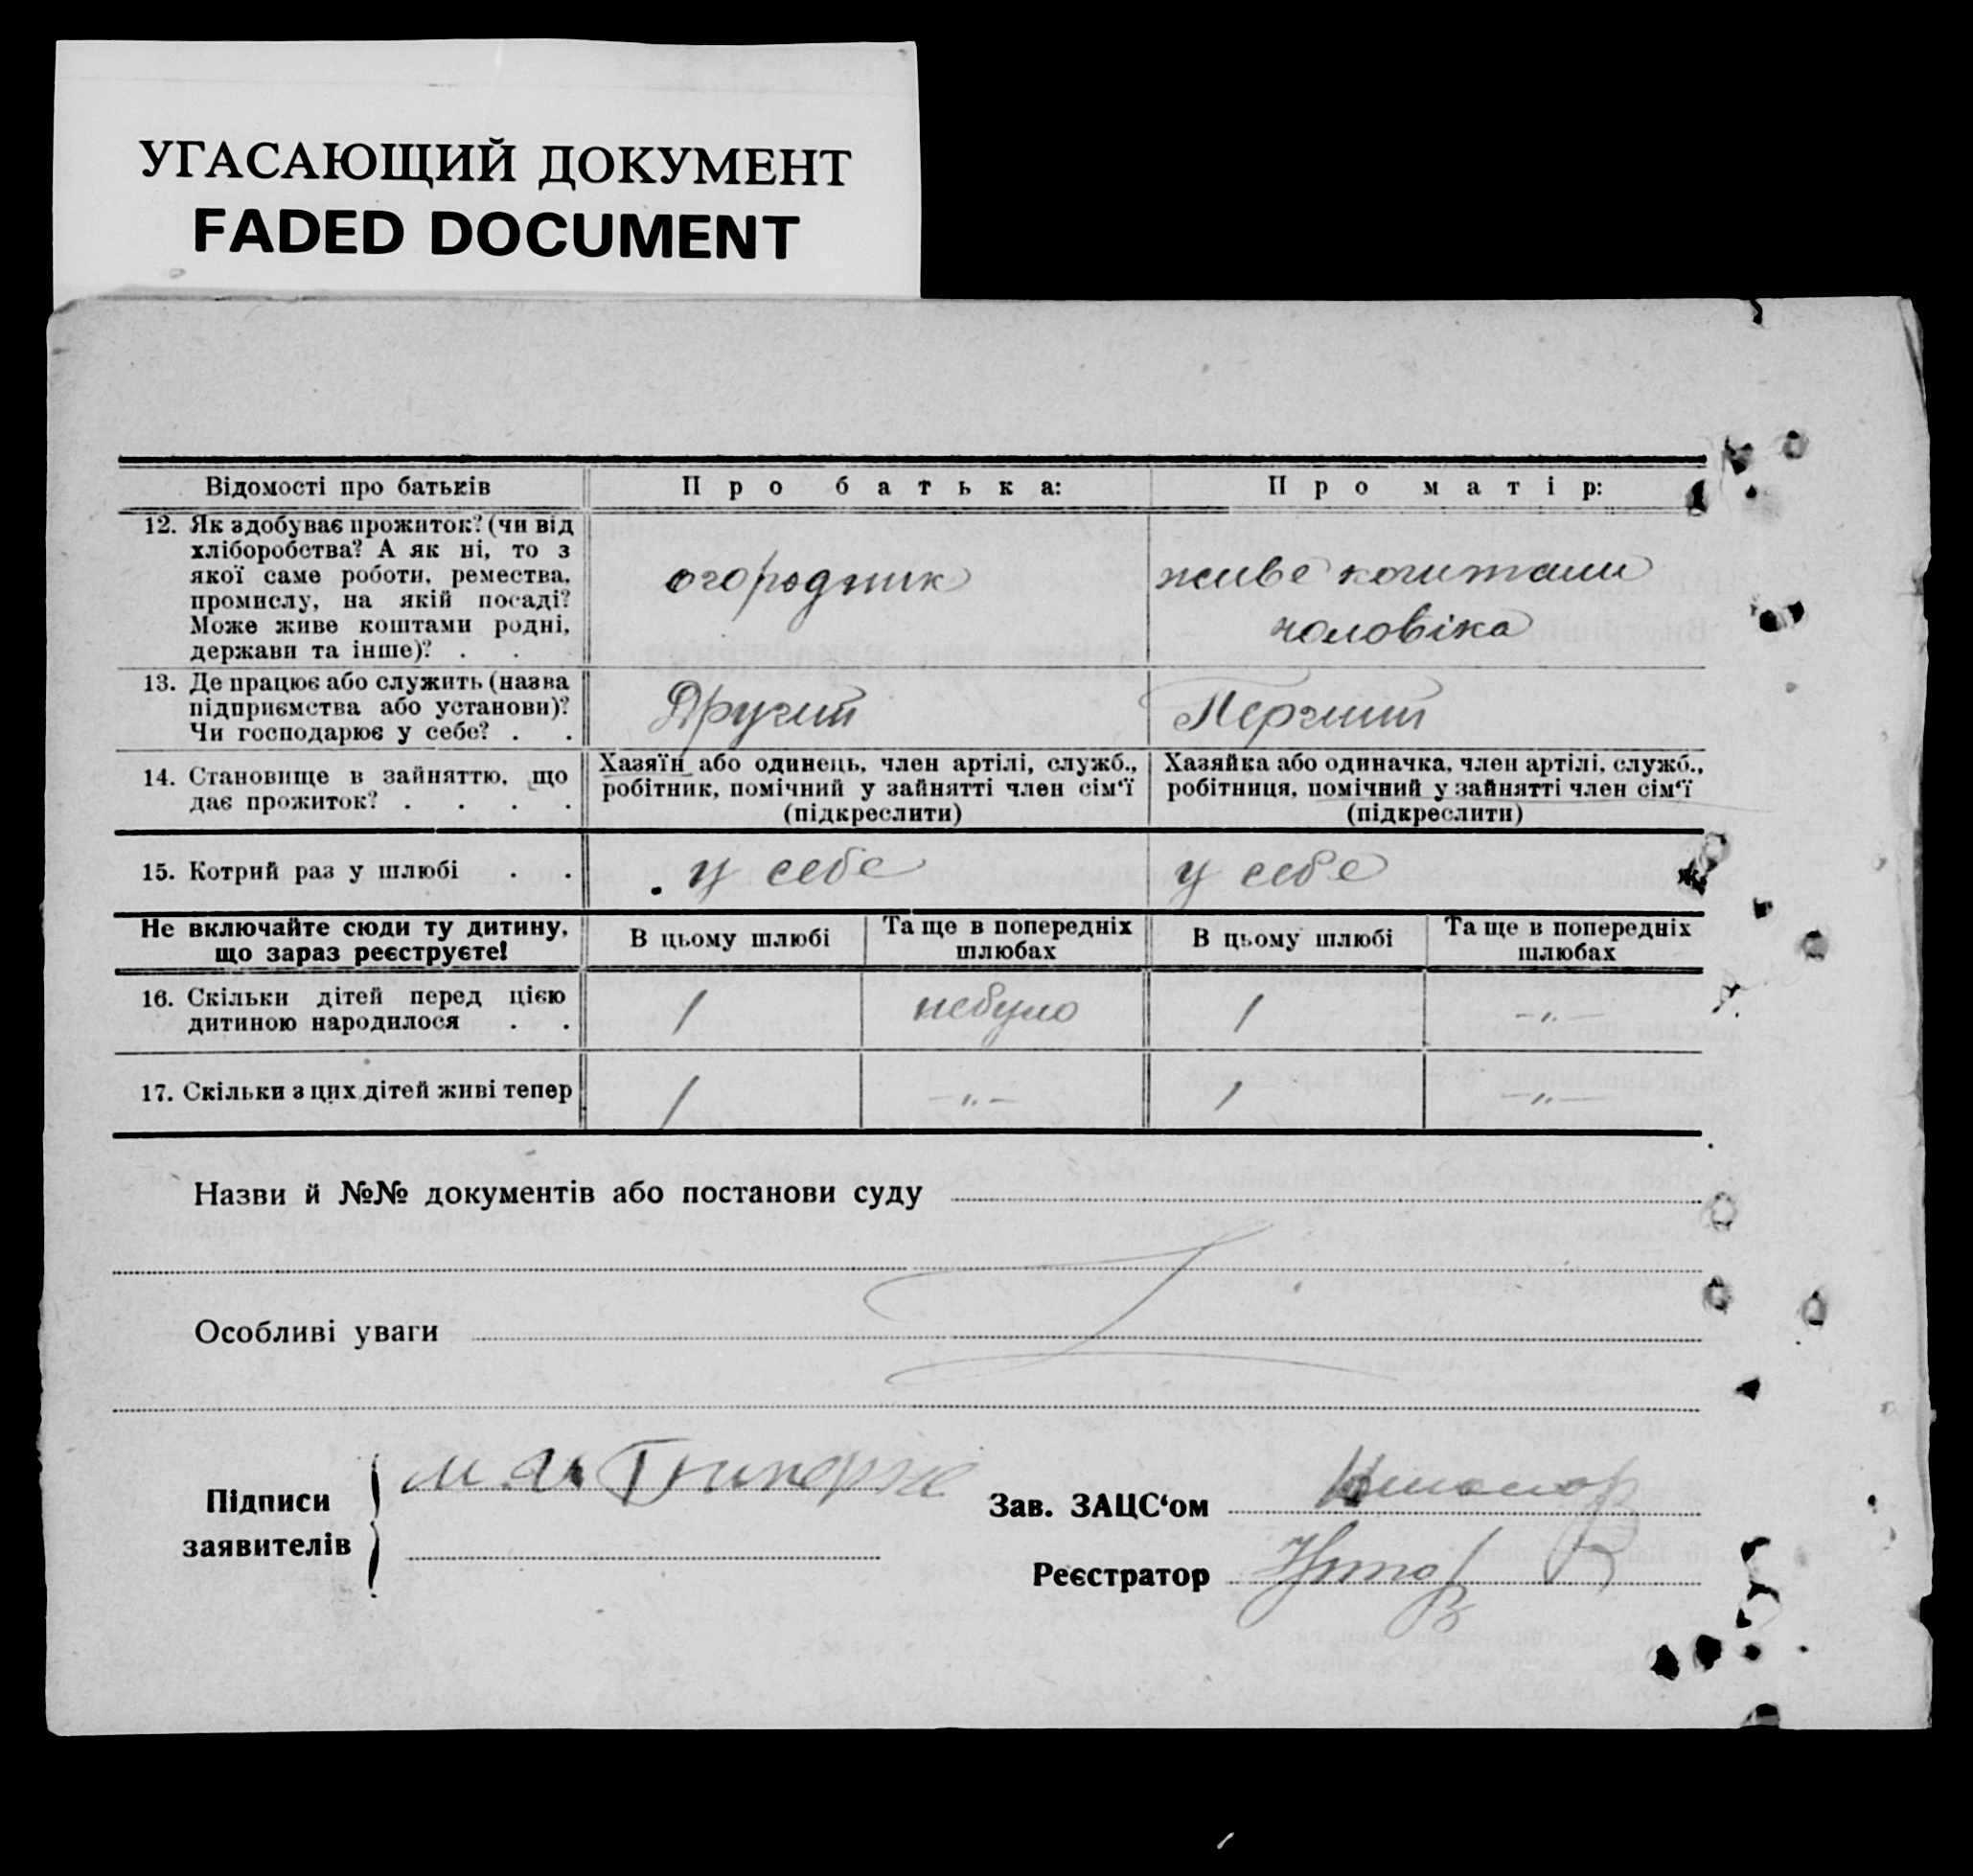 УГАСАЮЩИЙ ДОКУМЕНТ
FADED DOCUMENT
Відомості про батьків
Про батька:
Про матір:
12. Як здобуває прожиток? (чи від
хліборобства? А як ні, то з
якої саме роботи, ремества,
промислу, на якій посаді?
Може живе коштами родні,
держави та інше)? . .
огородник
живе коштами
чоловіка
13. Де працює або служить (назва
підприємства або установи)?
Чи господарює у себе? . .
Другий
Перший
14. Становище в зайняттю, що
дає прожиток? . . . .
Хазяїн або одинець, член артілі, служб.,
робітник, помічний у зайнятті член сім‘ї
(підкреслити)
Хазяйка або одиначка, член артілі, служб.,
робітниця, помічний у зайнятті член сім‘ї
(підкреслити)
15. Котрий раз у шлюбі . .
у себе
у себе
Не включайте сюди ту дитину,
що зараз реєструєте!
В цьому шлюбі
Та ще в попередніх
шлюбах
В цьому шлюбі
Та ще в попередніх
шлюбах
16. Скільки дітей перед цією
дитиною народилося . .
1
небуло
1
—„—
17. Скільки з цих дітей живі тепер
1
—„—
1
—„—
Назви й №№ документів або постанови суду
Особливі уваги
Підписи
заявителів
Зав. ЗАЦС‘ом
Реєстратор